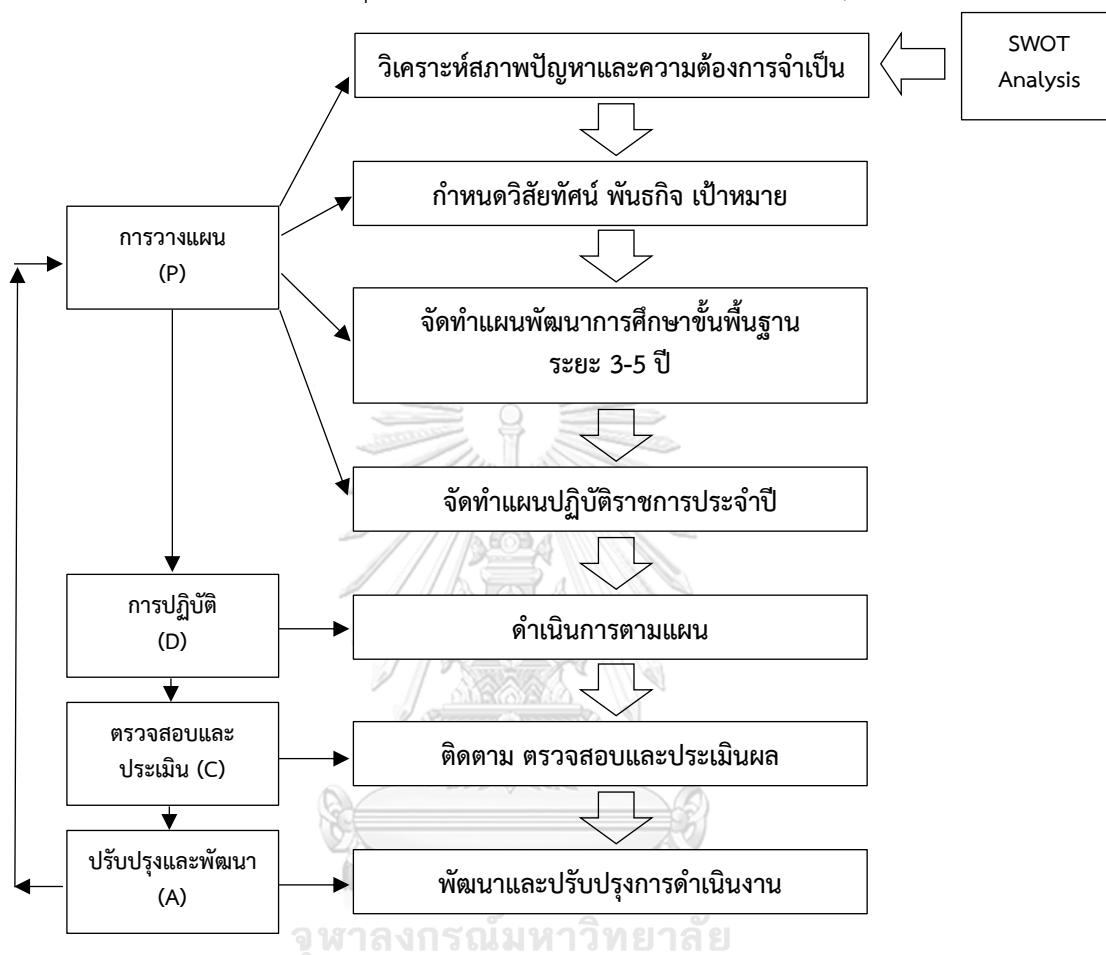 SWOT
Analysis
วิเคราะห์สภาพปัญหาและความต้องการจำเป็น
กำหนดวิสัยทัศน์ พันธกิจ เป้าหมาย
การวางแผน
(P)
จัดทำแผนพัฒนาการศึกษาขั้นพื้นฐาน
ระยะ 3-5 ปี
จัดทำแผนปฏิบัติราชการประจำปี
การปฏิบัติ
(D)
ดำเนินการตามแผน
ตรวจสอบและ
ประเมิน (C)
ติดตาม ตรวจสอบและประเมินผล
ปรับปรุงและพัฒนา
(A)
พัฒนาและปรับปรุงการดำเนินงาน
จุฬาลงกรณ์มหาวิทยาลัย